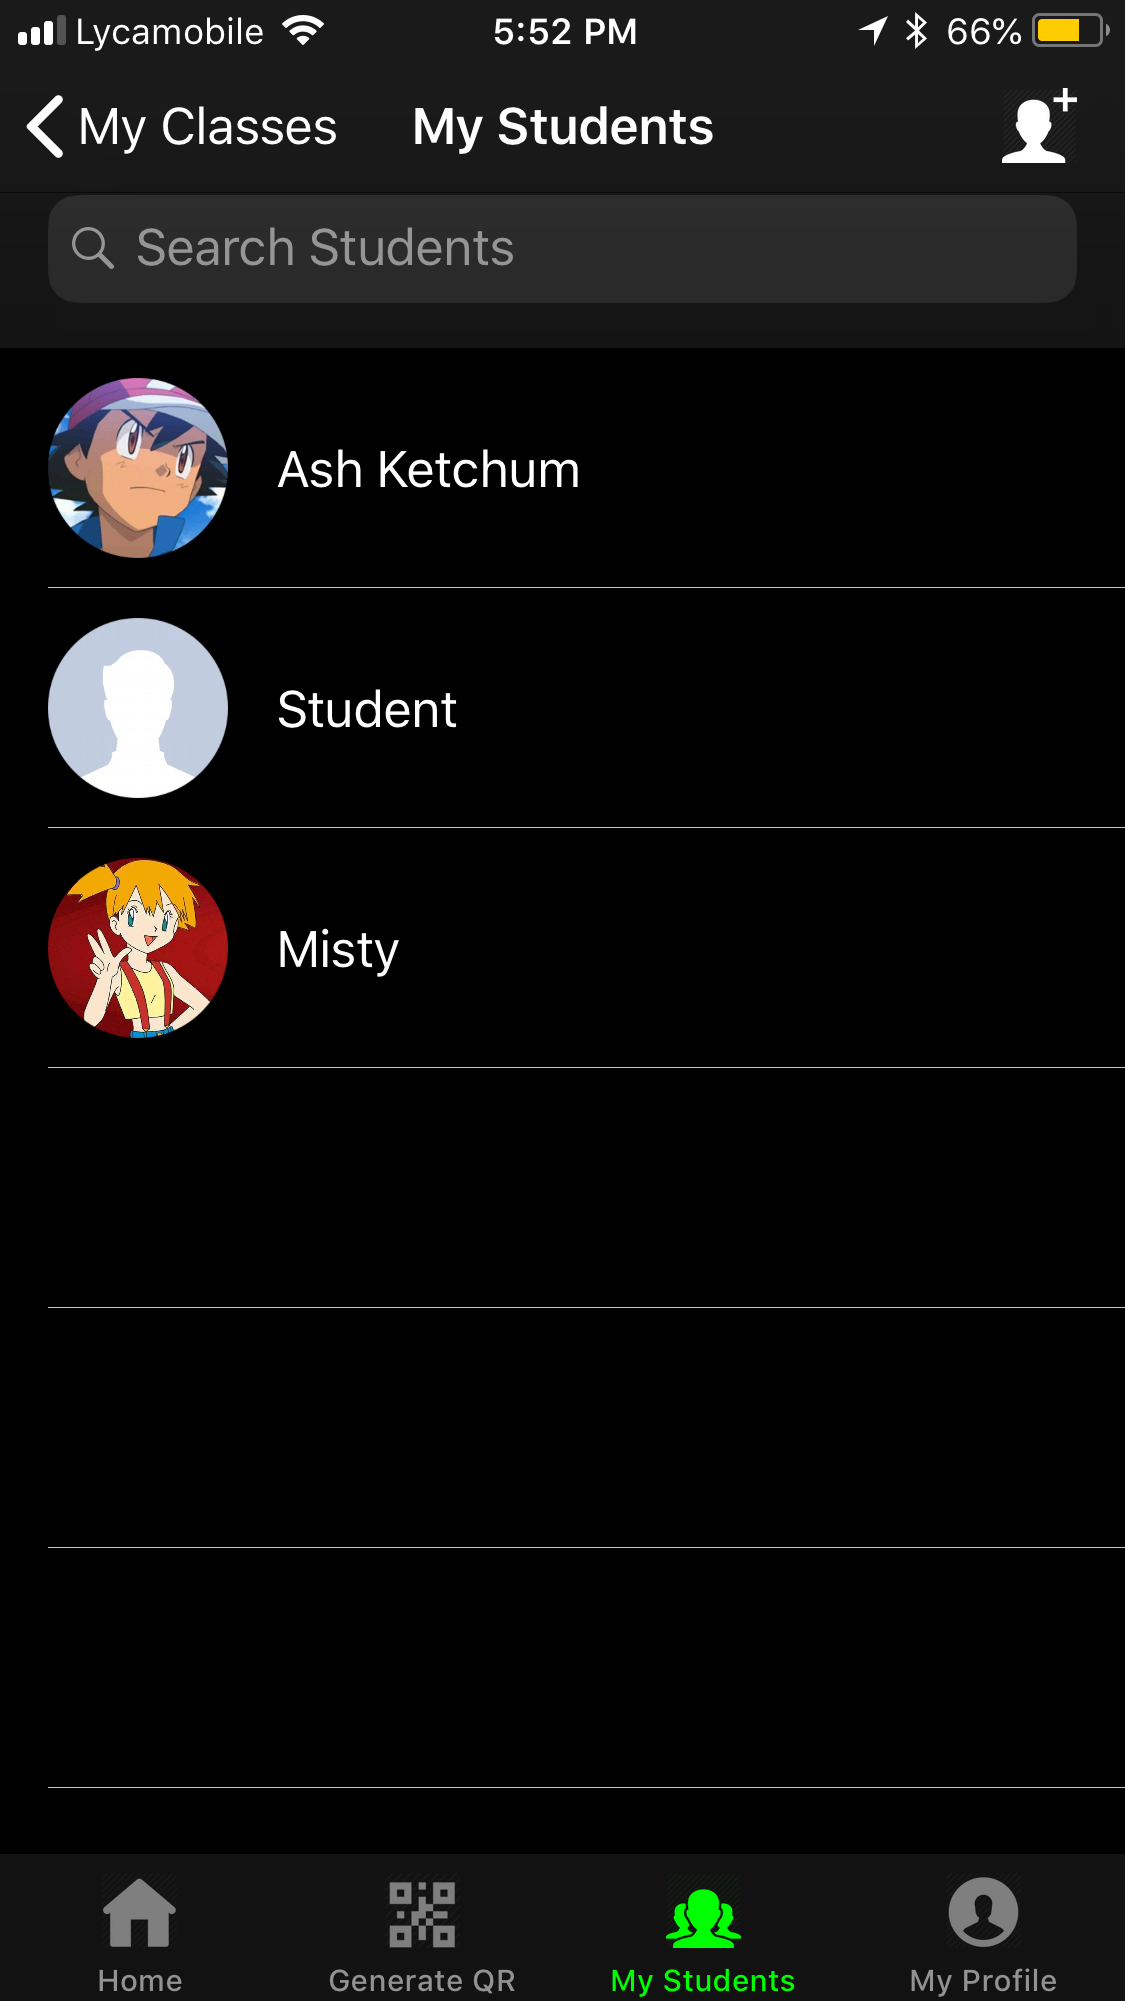 Lycamobile 5:52 PM 66%
My Classes My Students
Search Students
Ash Ketchum
Student
Misty
Home Generate QR My Students My Profile